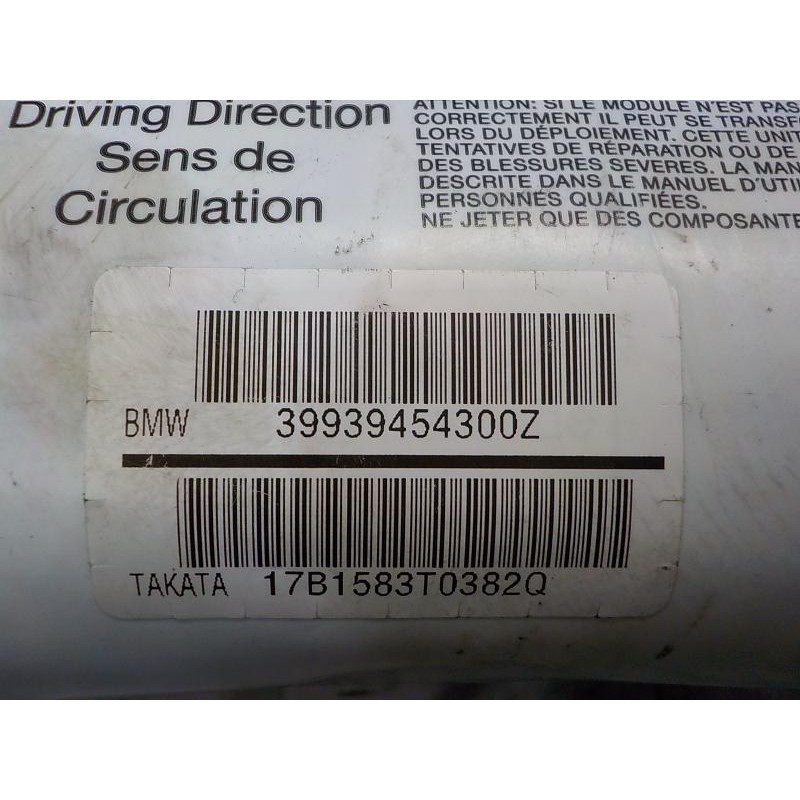 Driving Direction
Sens de
Circulation
ATTENTION: SI LE MODULE N'EST PAS
CORRECTEMENT IL PEUT SE TRANSF
LORS DU DÉPLOIEMENT. CETTE UNIT
TENTATIVES DE RÉPARATION OU DE
DES BLESSURES SEVERES. LA MAN
DESCRITE DANS LE MANUEL D'UTIL
PERSONNES QUALIFIÉES.
NE JETER QUE DES COMPOSANTE
BMW 39939454300Z
TAKATA 17B1583T0382Q